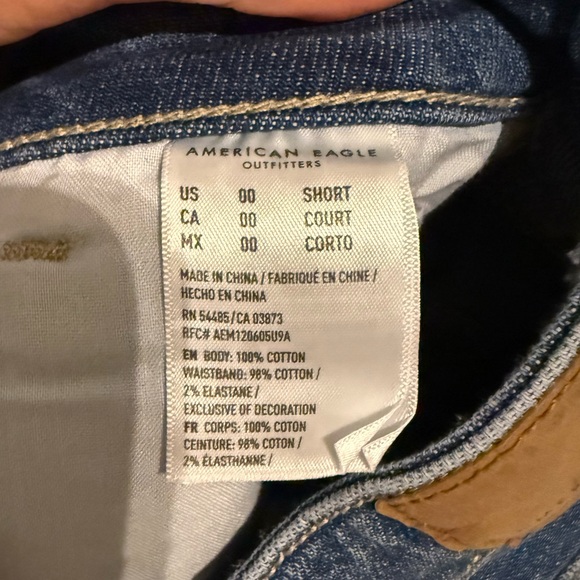 AMERICAN EAGLE
OUTFITTERS
US 00 SHORT
CA 00 COURT
MX 00 CORTO
MADE IN CHINA / FABRIQUÉ EN CHINE /
HECHO EN CHINA
RN 54485/CA 03873
RFC# AEM120605U9A
EN BODY: 100% COTTON
WAISTBAND: 98% COTTON /
2% ELASTANE /
EXCLUSIVE OF DECORATION
FR CORPS: 100% COTON
CEINTURE: 98% COTON /
2% ÉLASTHANNE /